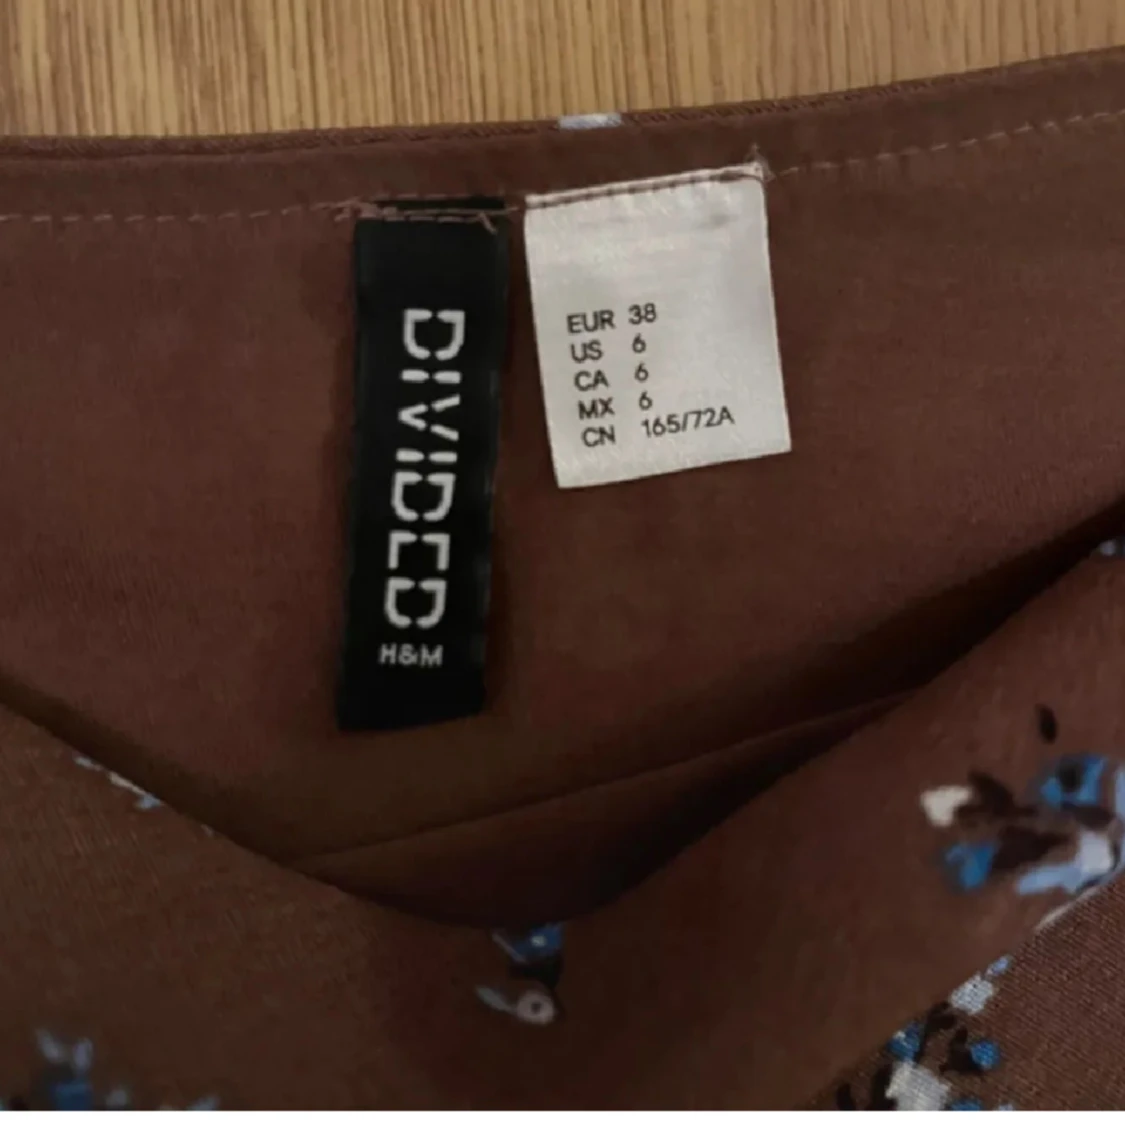 DIVIDED
H&M
EUR 38
US 6
CA 6
MX 6
CN 165/72A